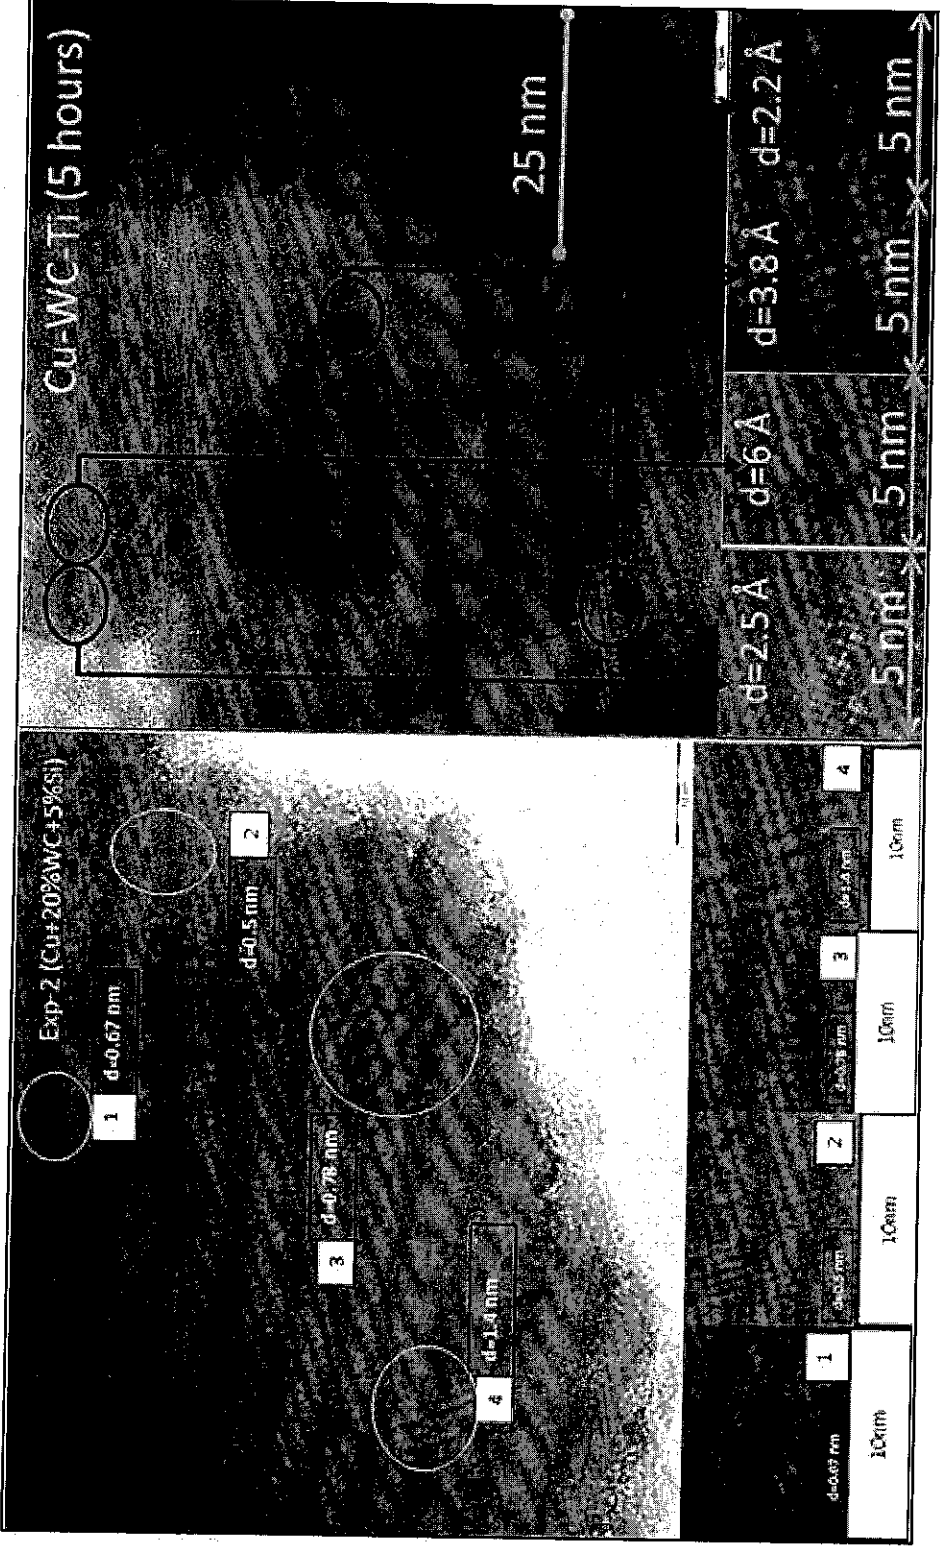 Exp-2 (Cu+20%WC+5%Si)
1
d=0.67 nm
2
d=0.5 nm
3
d=0.78 nm
4
d=1.4 nm
1
10nm
2
10nm
3
10nm
4
10nm
Cu-WC-Ti (5 hours)
25 nm
d=2.5 Å
d=6 Å
d=3.8 Å
d=2.2 Å
5 nm
5 nm
5 nm
5 nm